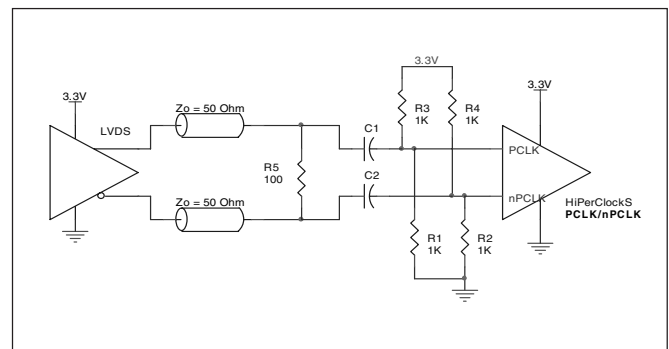 3.3V
3.3V
3.3V
Zo = 50 Ohm
LVDS
C1
R3
1K
R4
1K
PCLK
R5
100
Zo = 50 Ohm
C2
nPCLK
HiPerClockS
PCLK/nPCLK
R1
1K
R2
1K